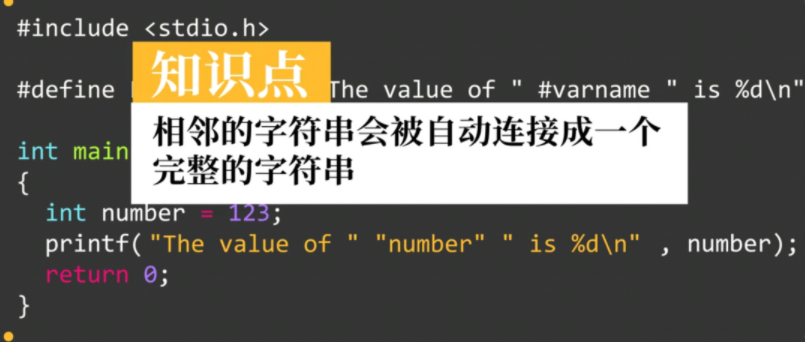 #include <stdio.h>
知识点
#define The value of " #varname " is %d\n"
相邻的字符串会被自动连接成一个
完整的字符串
int main
{
int number = 123;
printf("The value of " "number" " is %d\n" , number);
return 0;
}